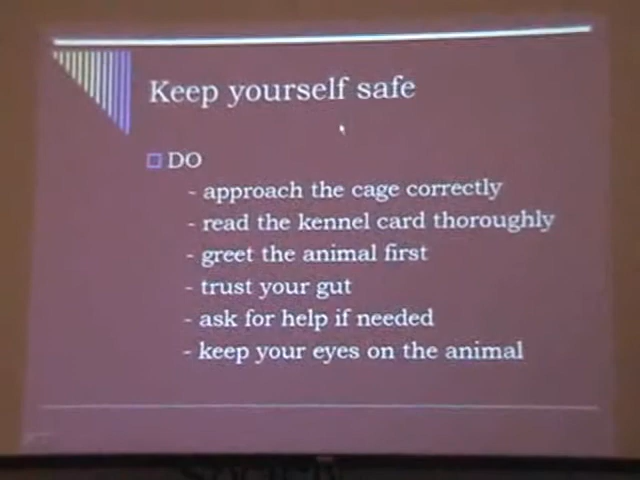 Keep yourself safe
DO
- approach the cage correctly
- read the kennel card thoroughly
- greet the animal first
- trust your gut
- ask for help if needed
- keep your eyes on the animal